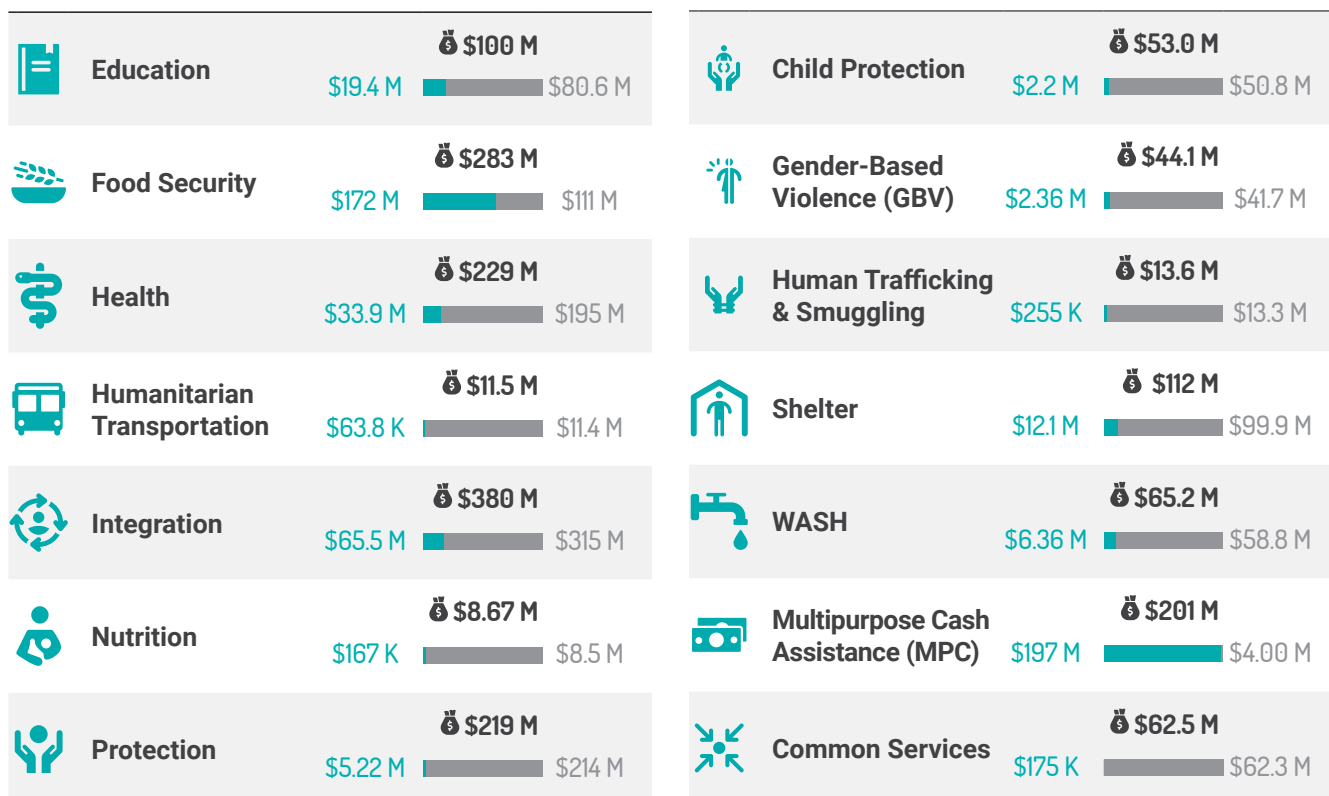 $100 M
Education
$19.4 M $80.6 M
$283 M
Food Security
$172 M $111 M
$229 M
Health
$33.9 M $195 M
$11.5 M
Humanitarian
Transportation
$63.8 K $11.4 M
$380 M
Integration
$65.5 M $315 M
$8.67 M
Nutrition
$167 K $8.5 M
$219 M
Protection
$5.22 M $214 M
$53.0 M
Child Protection
$2.2 M $50.8 M
$44.1 M
Gender-Based
Violence (GBV)
$2.36 M $41.7 M
$13.6 M
Human Trafficking
& Smuggling
$255 K $13.3 M
$112 M
Shelter
$12.1 M $99.9 M
$65.2 M
WASH
$6.36 M $58.8 M
$201 M
Multipurpose Cash
Assistance (MPC)
$197 M $4.00 M
$62.5 M
Common Services
$175 K $62.3 M